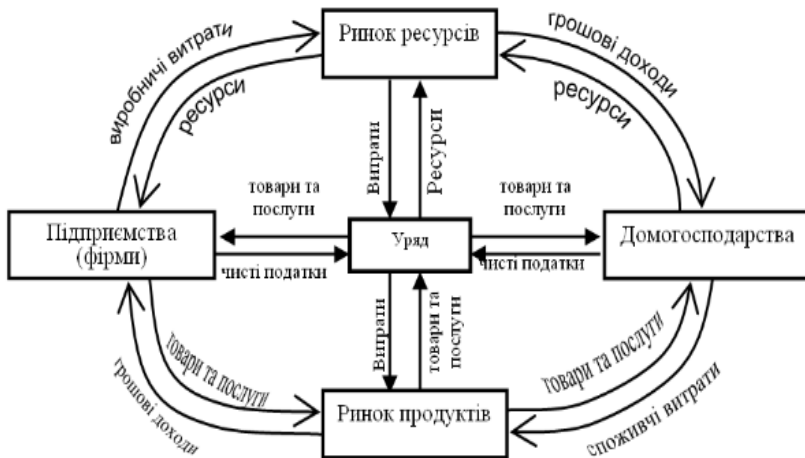 Ринок ресурсів
виробничі витрати
ресурси
грошові доходи
ресурси
Витрати
Ресурси
товари та
послуги
товари та
послуги
Підприємства
(фірми)
Уряд
Домогосподарства
чисті податки
чисті податки
Витрати
товари та
послуги
товари та послуги
грошові доходи
товари та послуги
споживчі витрати
Ринок продуктів